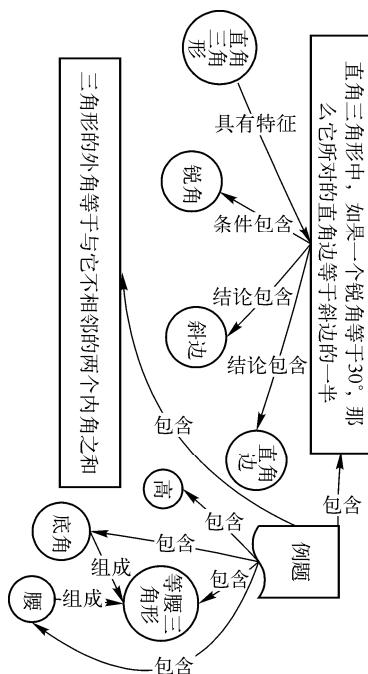 直角
三角
形
直角三角形中，如果一个锐角等于30°，那
么它所对的直角边等于斜边的一半
三角形的外角等于与它不相邻的两个内角之和
具有特征
锐角
条件包含
结论包含
斜边
结论包含
直角
边
包含
包含
高
包含
例题
底角
包含
组成
等腰三
角形
包含
腰
组成
包含